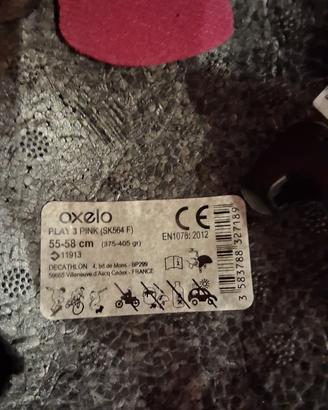 oxelo
PLAY 3 PINK (SK564 F)
55-58 cm (375-405 gr)
11913
DECATHLON 4, bd de Mons - BP299
59665 Villeneuve d'Ascq Cedex - FRANCE
CE
EN1078: 2012
3 583788 327189